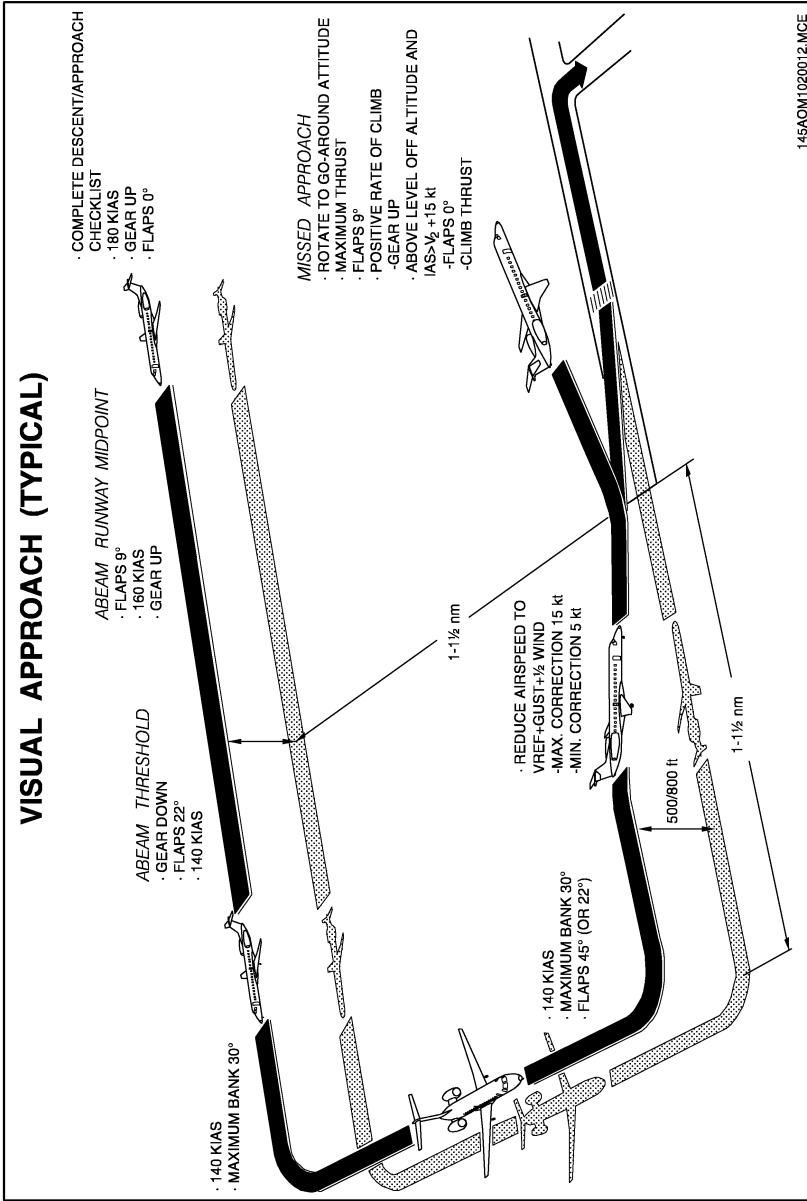 VISUAL APPROACH (TYPICAL)
· COMPLETE DESCENT/APPROACH
CHECKLIST
· 180 KIAS
· GEAR UP
· FLAPS 0°
ABEAM RUNWAY MIDPOINT
· FLAPS 9°
· 160 KIAS
· GEAR UP
ABEAM THRESHOLD
· GEAR DOWN
· FLAPS 22°
· 140 KIAS
· 140 KIAS
· MAXIMUM BANK 30°
· 140 KIAS
· MAXIMUM BANK 30°
· FLAPS 45° (OR 22°)
· REDUCE AIRSPEED TO
VREF+GUST+½ WIND
-MAX. CORRECTION 15 kt
-MIN. CORRECTION 5 kt
MISSED APPROACH
· ROTATE TO GO-AROUND ATTITUDE
· MAXIMUM THRUST
· FLAPS 9°
· POSITIVE RATE OF CLIMB
-GEAR UP
· ABOVE LEVEL OFF ALTITUDE AND
IAS>V2 +15 kt
-FLAPS 0°
-CLIMB THRUST
1-1½ nm
500/800 ft
1-1½ nm
145AOM1020012.MCE